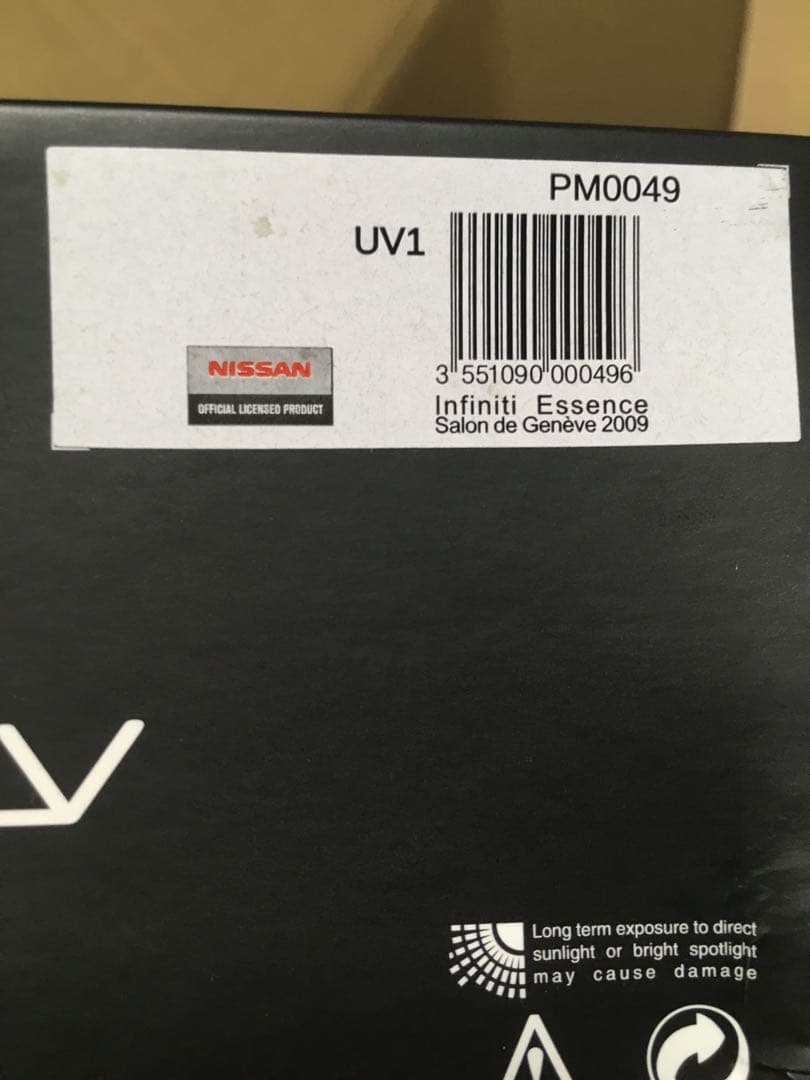 PM0049
UV1
3 551090 000496
NISSAN
OFFICIAL LICENSED PRODUCT
Infiniti Essence
Salon de Genève 2009
Long term exposure to direct
sunlight or bright spotlight
may cause damage